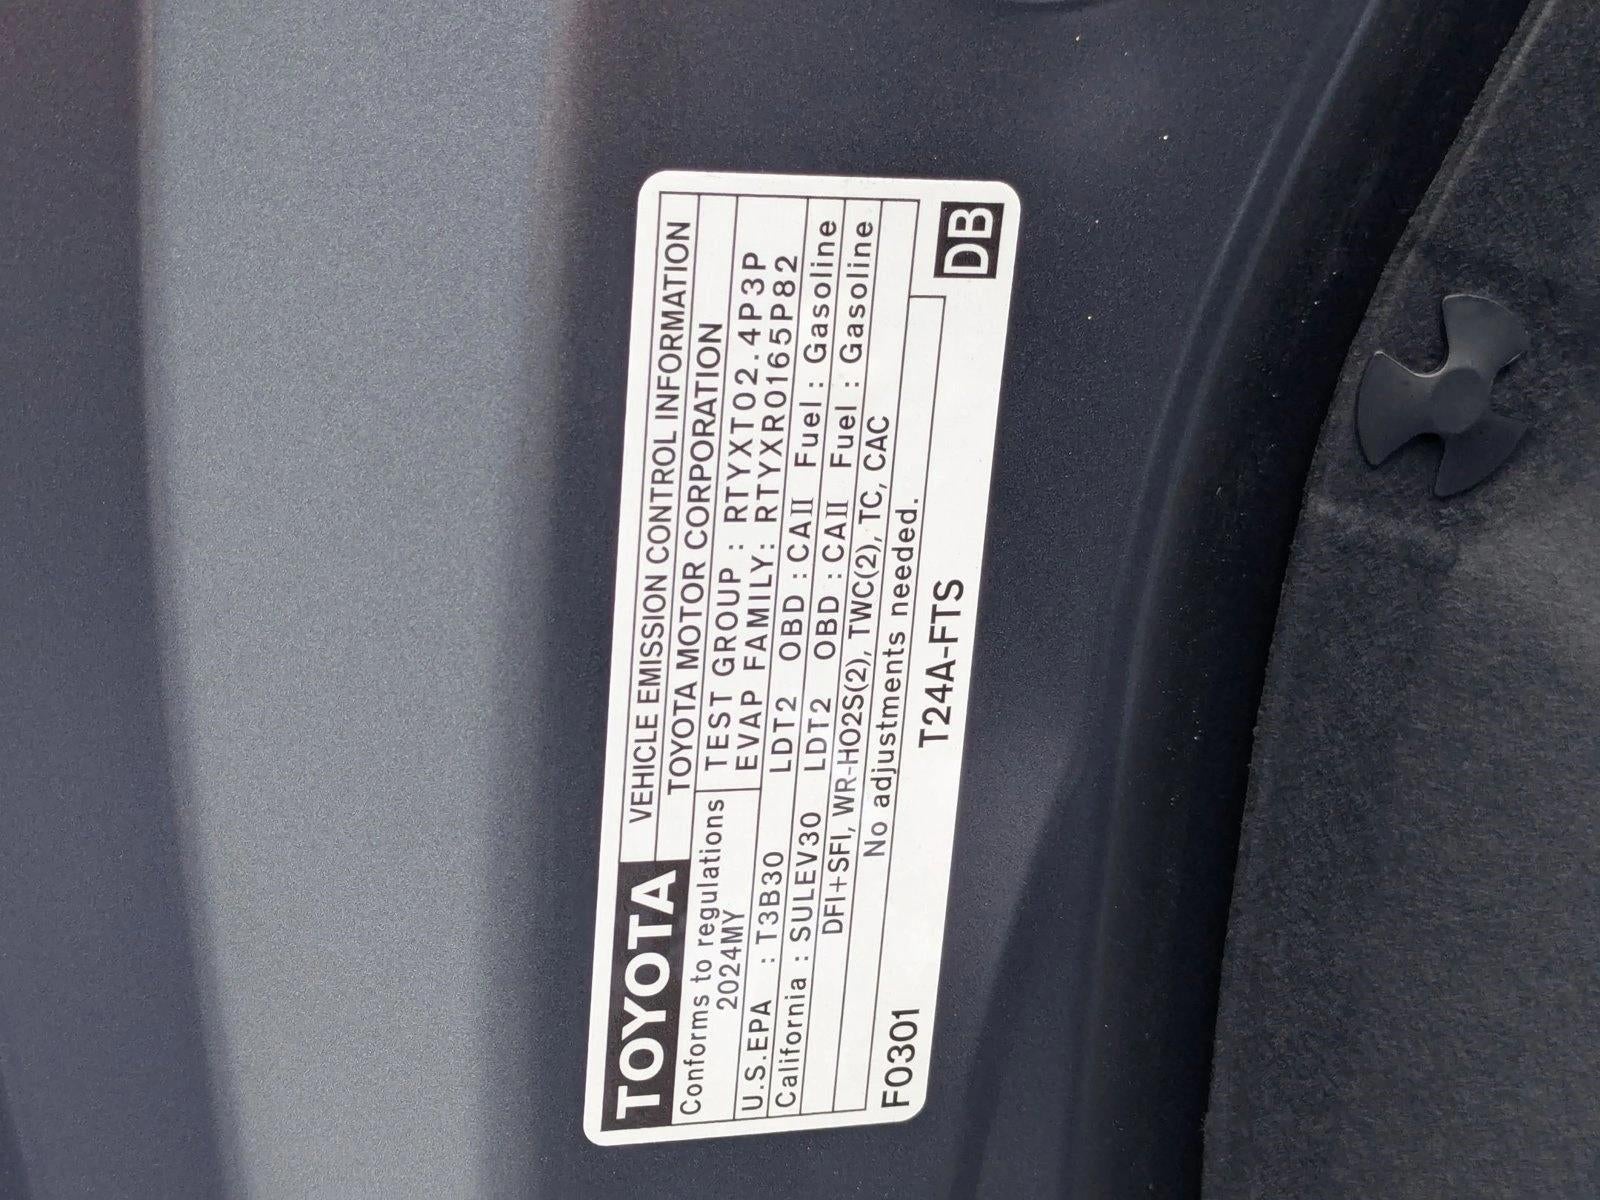 TOYOTA VEHICLE EMISSION CONTROL INFORMATION
TOYOTA MOTOR CORPORATION
Conforms to regulations TEST GROUP : RTYXT02.4P3P
2024MY EVAP FAMILY: RTYXR0165P82
U.S.EPA : T3B30 LDT2 OBD : CAII Fuel : Gasoline
California : SULEV30 LDT2 OBD : CAII Fuel : Gasoline
DFI+SFI, WR-HO2S(2), TWC(2), TC, CAC
No adjustments needed.
F0301 T24A-FTS DB